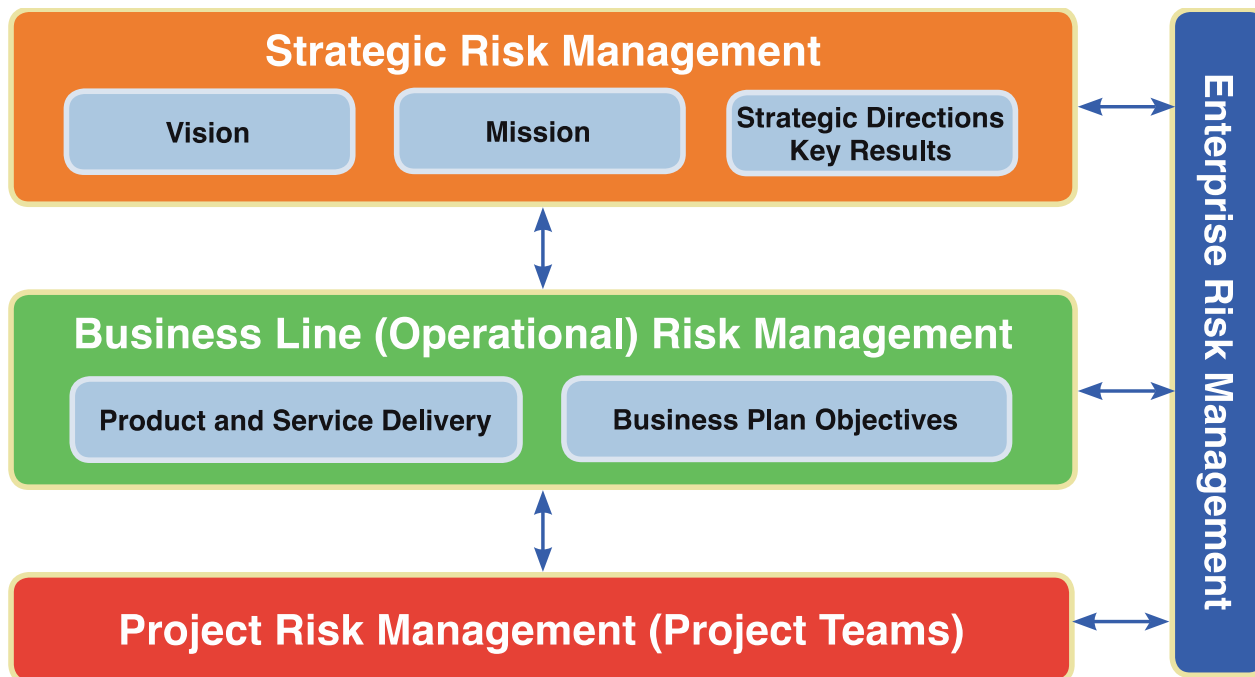 Strategic Risk Management
Vision
Mission
Strategic Directions
Key Results
Business Line (Operational) Risk Management
Product and Service Delivery
Business Plan Objectives
Project Risk Management (Project Teams)
Enterprise Risk Management